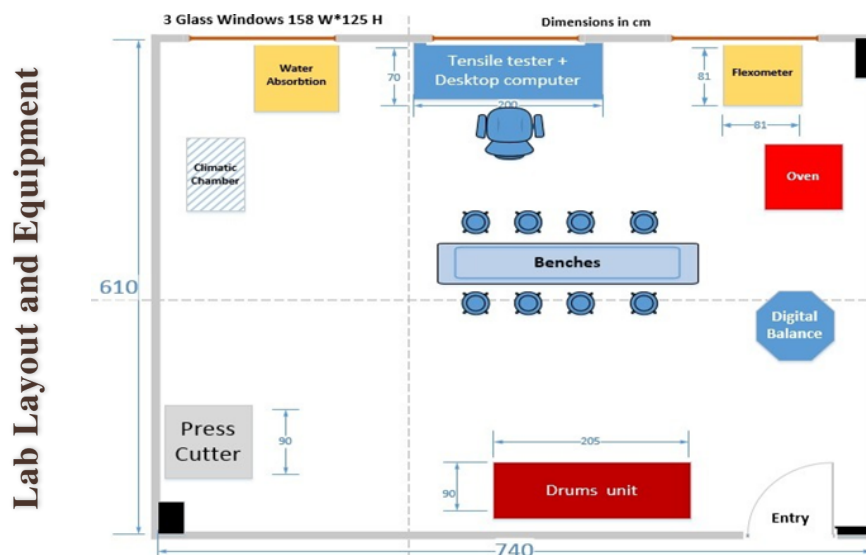 Lab Layout and Equipment
3 Glass Windows 158 W*125 H
Dimensions in cm
Water
Absorbtion
70
Tensile tester +
Desktop computer
200
81
Flexometer
81
Climatic
Chamber
Oven
Benches
610
Digital
Balance
Press
Cutter
90
205
90
Drums unit
Entry
740